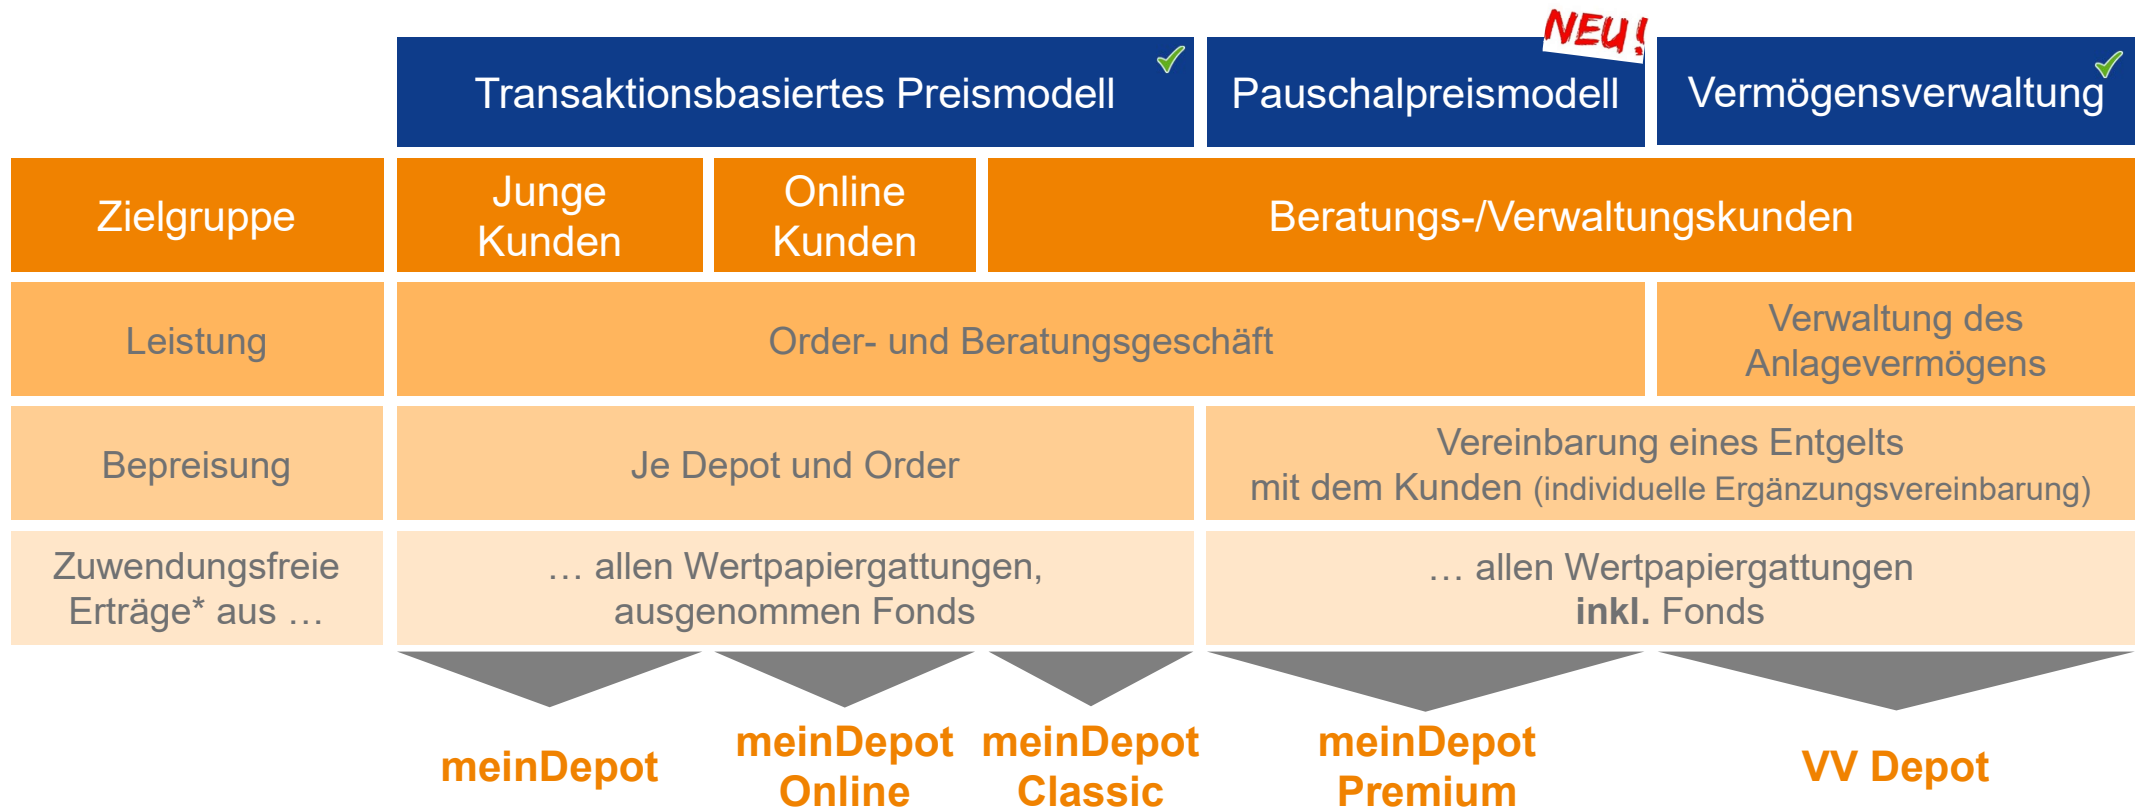 NEU!
Transaktionsbasiertes Preismodell
Pauschalpreismodell
Vermögensverwaltung
Zielgruppe
Junge
Kunden
Online
Kunden
Beratungs-/Verwaltungskunden
Leistung
Order- und Beratungsgeschäft
Verwaltung des
Anlagevermögens
Bepreisung
Je Depot und Order
Vereinbarung eines Entgelts
mit dem Kunden (individuelle Ergänzungsvereinbarung)
Zuwendungsfreie
Erträge* aus …
… allen Wertpapiergattungen,
ausgenommen Fonds
… allen Wertpapiergattungen
inkl. Fonds
meinDepot
meinDepot
Online
meinDepot
Classic
meinDepot
Premium
VV Depot